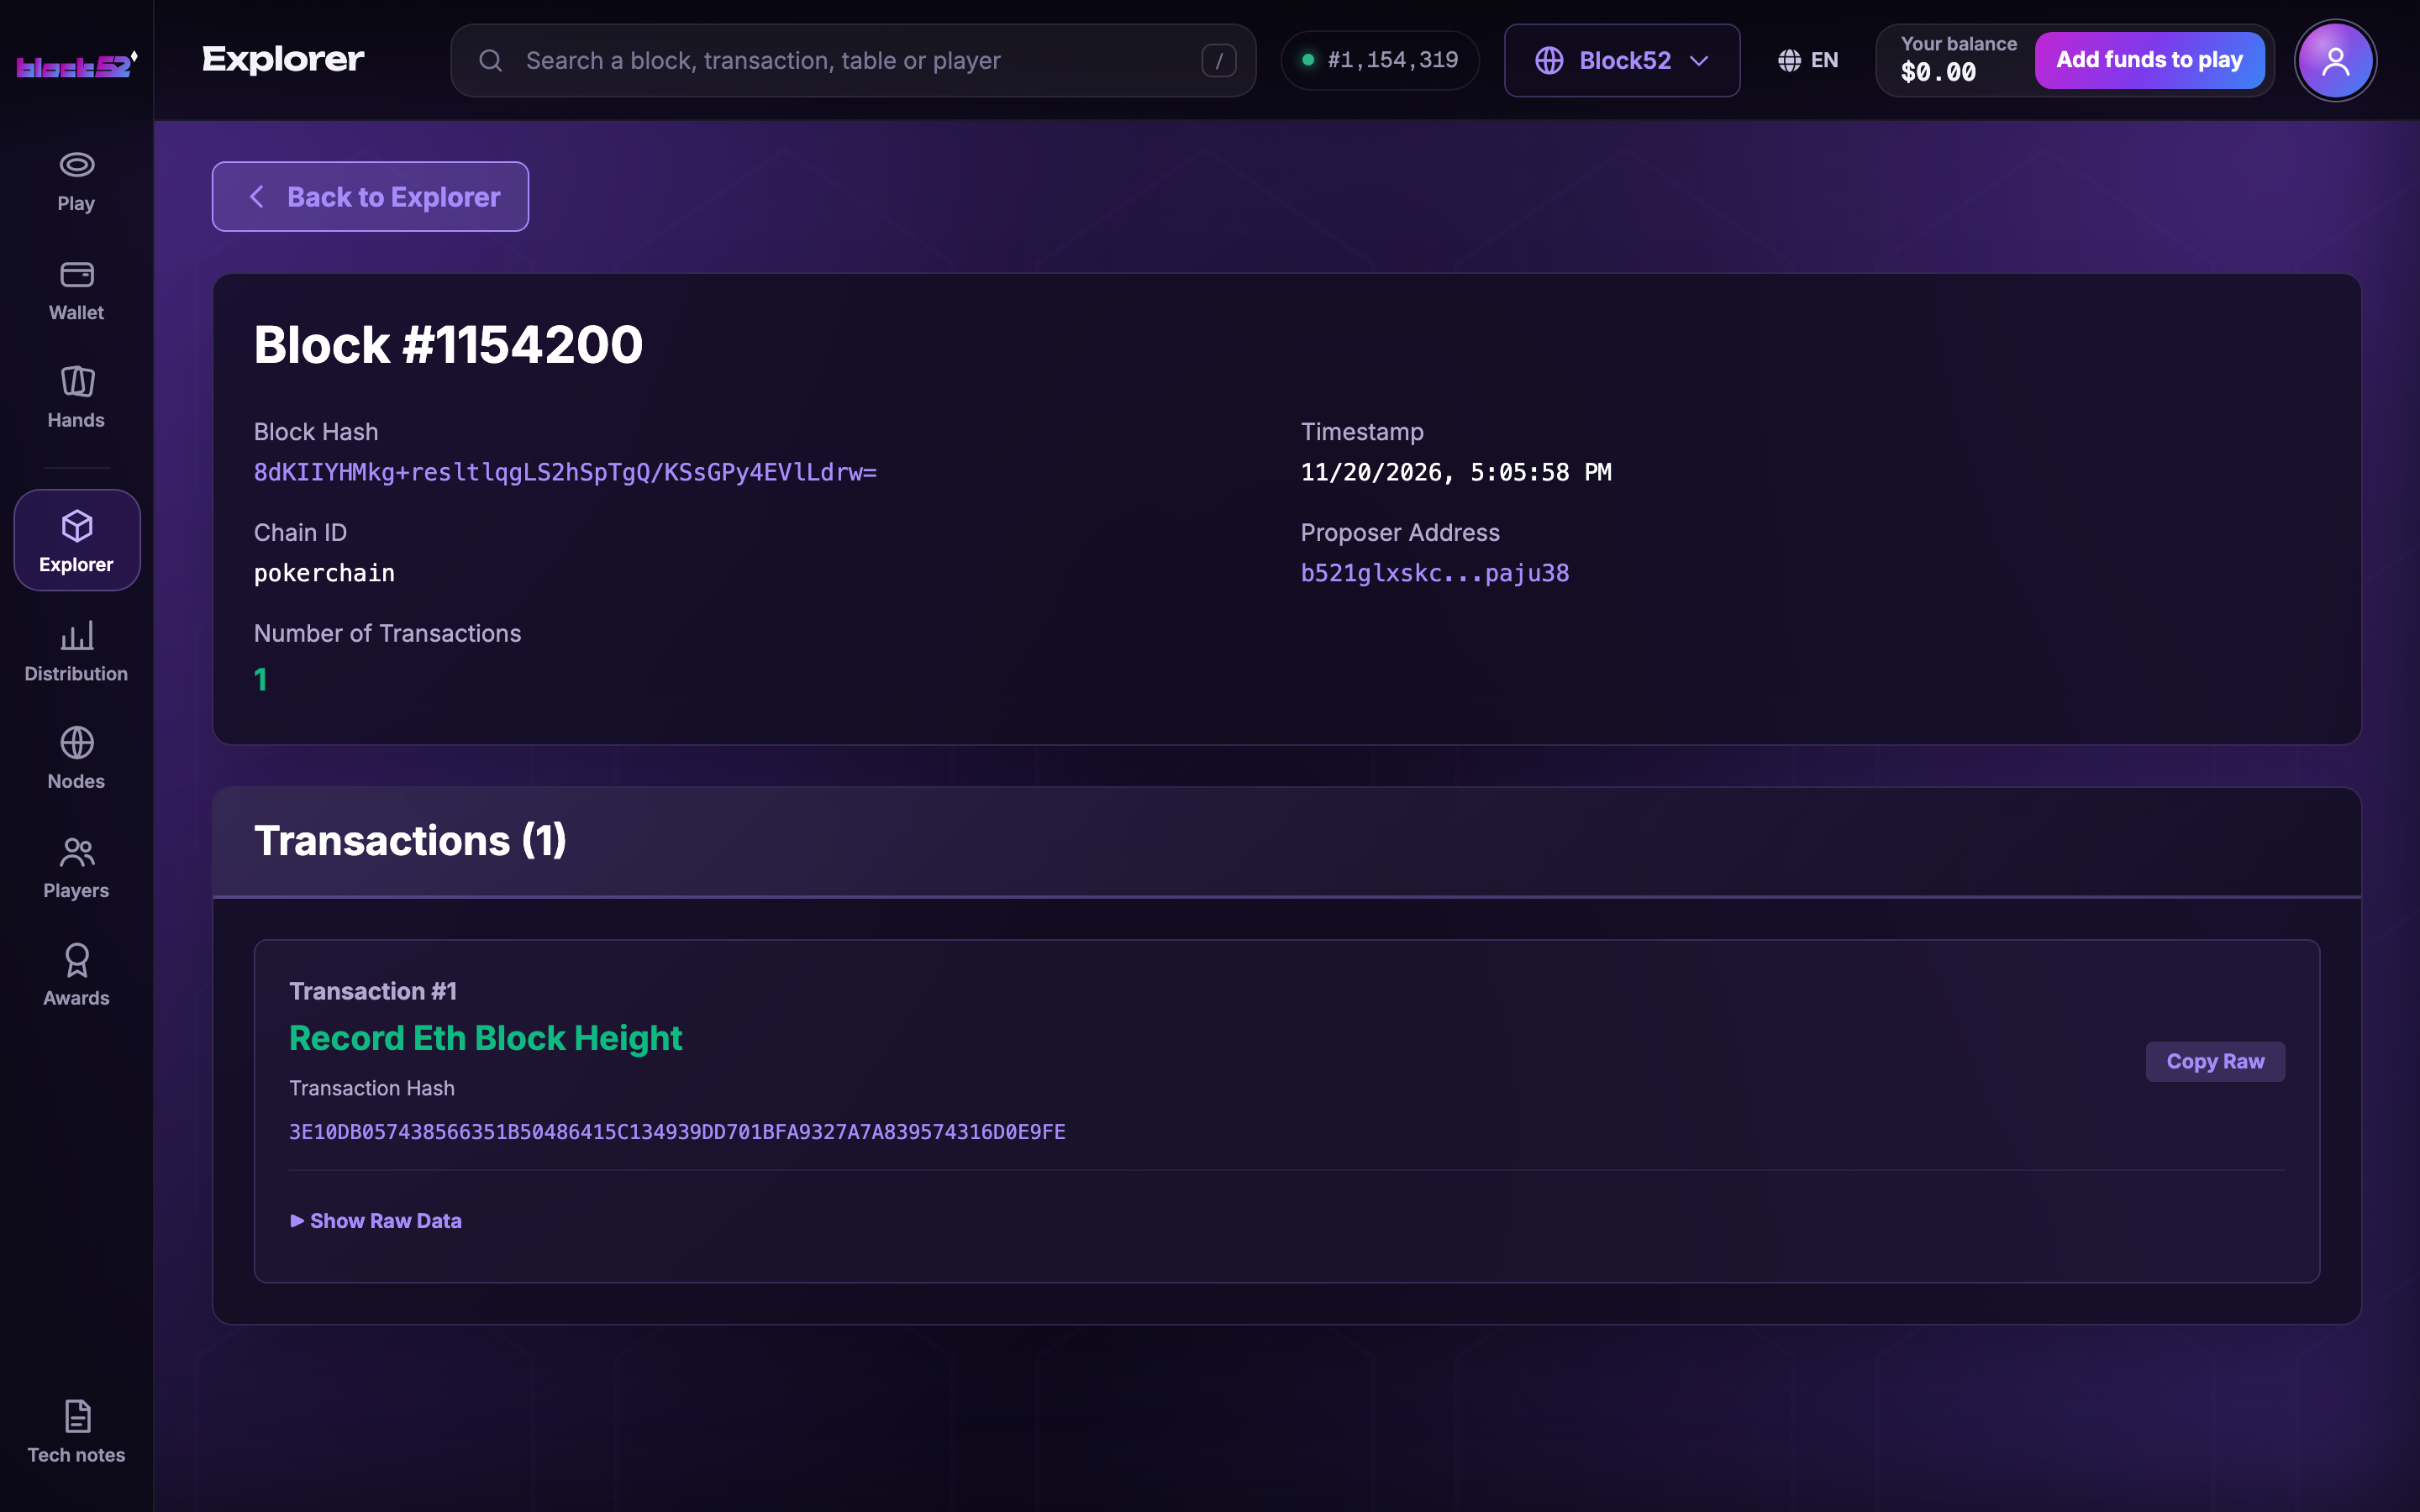 block52
Explorer
Search a block, transaction, table or player
/
#1,154,319
Block52
EN
Your balance
$0.00
Add funds to play
Play
Wallet
Hands
Explorer
Distribution
Nodes
Players
Awards
Tech notes
Back to Explorer
Block #1154200
Block Hash
8dKIIYHMkg+resltlqgLS2hSpTgQ/KSsGPy4EVlLdrw=
Timestamp
11/20/2026, 5:05:58 PM
Chain ID
pokerchain
Proposer Address
b521glxskc...paju38
Number of Transactions
1
Transactions (1)
Transaction #1
Record Eth Block Height
Transaction Hash
3E10DB057438566351B50486415C134939DD701BFA9327A7A839574316D0E9FE
Copy Raw
Show Raw Data